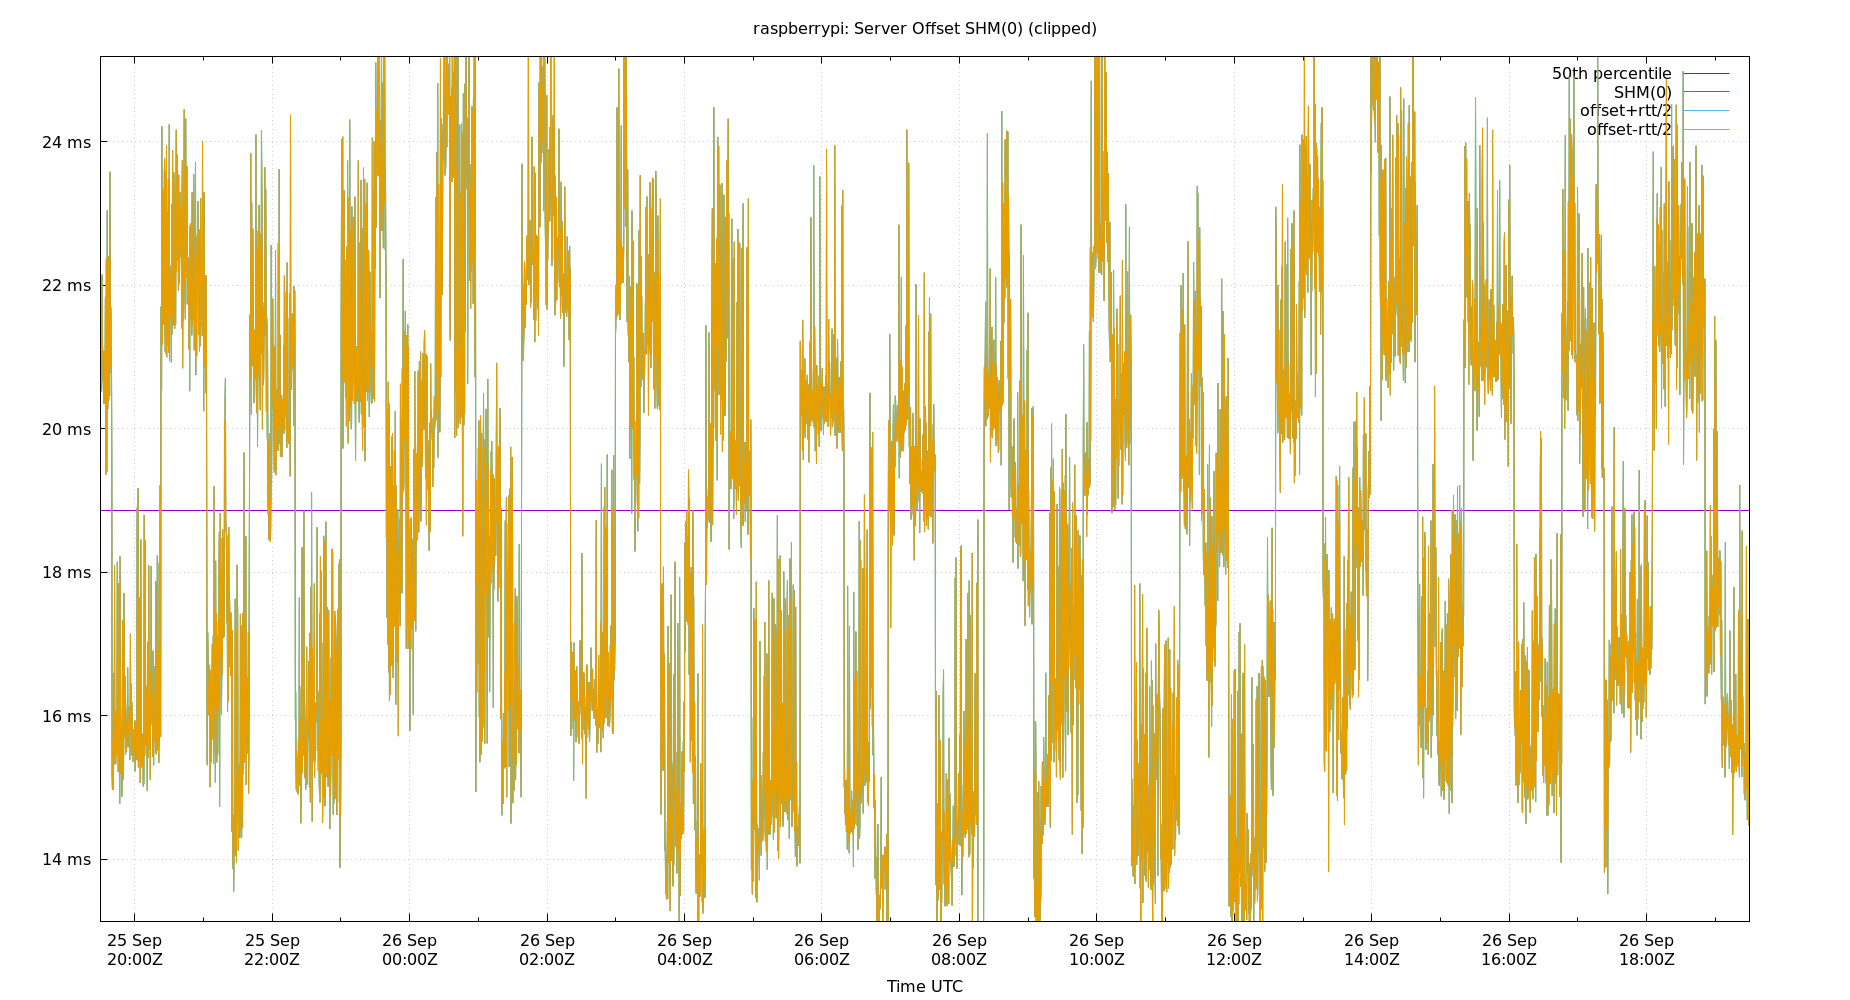 raspberrypi: Server Offset SHM(0) (clipped)
50th percentile
SHM(0)
offset+rtt/2
offset-rtt/2
24 ms
22 ms
20 ms
18 ms
16 ms
14 ms
25 Sep 25 Sep 26 Sep 26 Sep 26 Sep 26 Sep 26 Sep 26 Sep 26 Sep 26 Sep 26 Sep 26 Sep
20:00Z 22:00Z 00:00Z 02:00Z 04:00Z 06:00Z 08:00Z 10:00Z 12:00Z 14:00Z 16:00Z 18:00Z
Time UTC